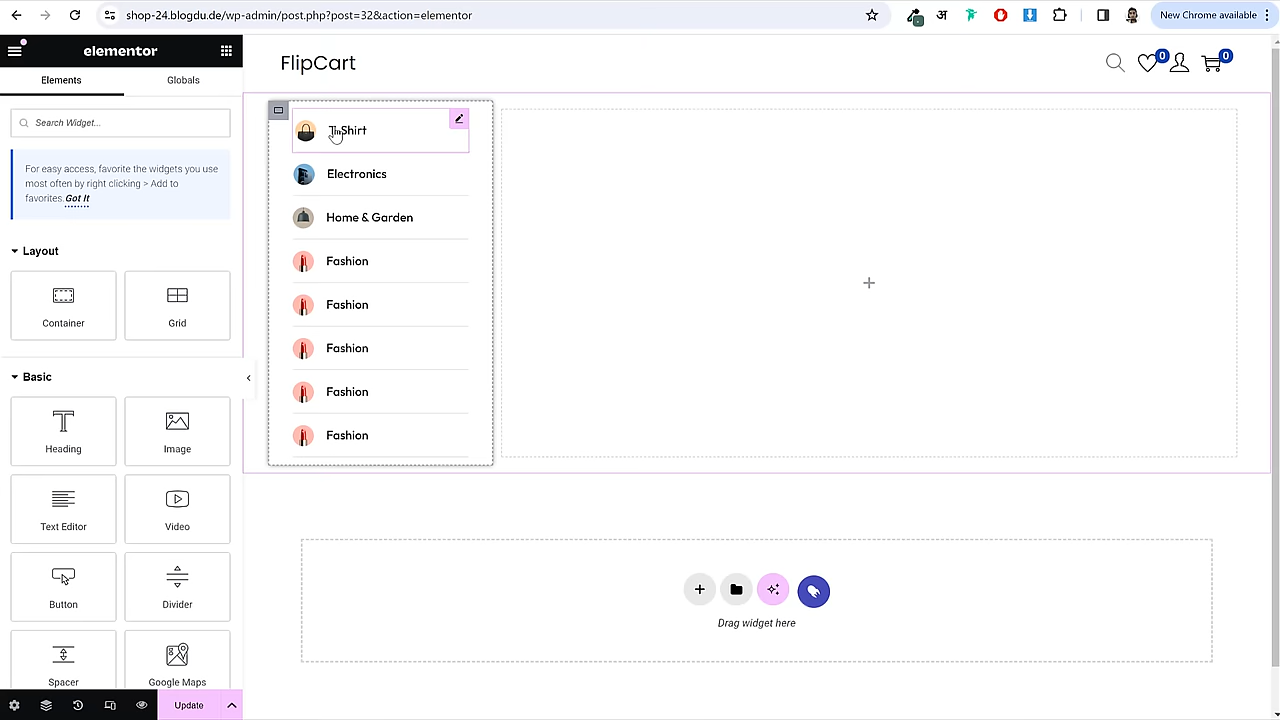 shop-24.blogdu.de/wp-admin/post.php?post=32&action=elementor
अ
New Chrome available
elementor
Elements
Globals
Search Widget...
For easy access, favorite the widgets you
use most often by right clicking > Add to
favorites. Got It
Layout
Container
Grid
Basic
Heading
Image
Text Editor
Video
Button
Divider
Spacer
Google Maps
Update
FlipCart
0
0
T-Shirt
Electronics
Home & Garden
Fashion
Fashion
Fashion
Fashion
Fashion
Drag widget here